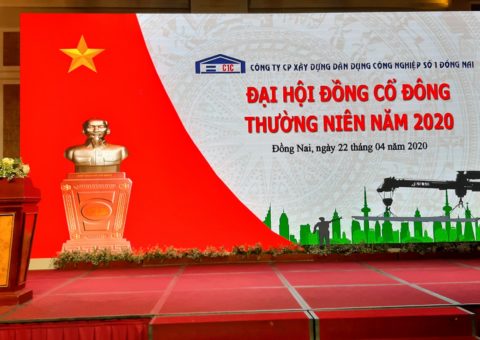 C1C
CÔNG TY CP XÂY DỰNG DÂN DỤNG CÔNG NGHIỆP SỐ 1 ĐỒNG NAI
ĐẠI HỘI ĐỒNG CỔ ĐÔNG
THƯỜNG NIÊN NĂM 2020
Đồng Nai, ngày 22 tháng 04 năm 2020